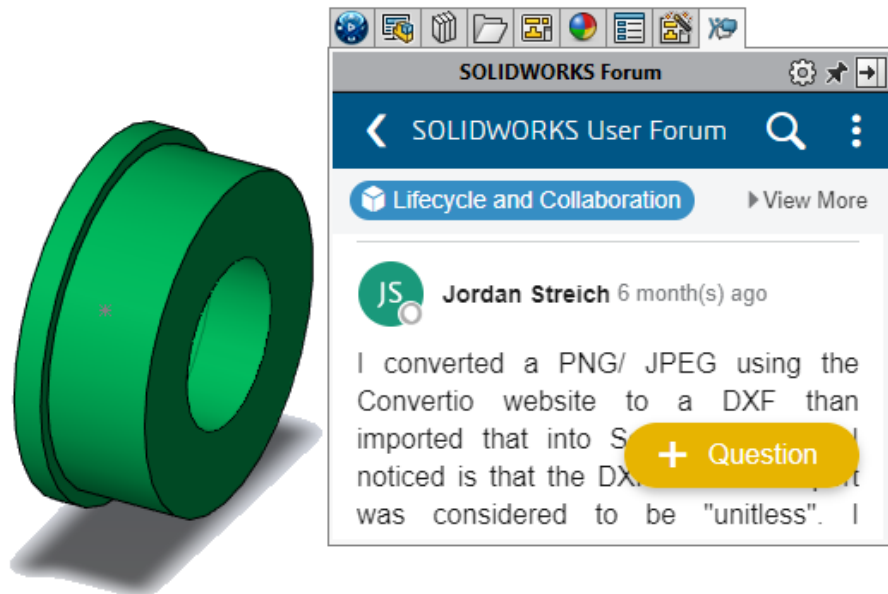 SOLIDWORKS Forum
SOLIDWORKS User Forum
Lifecycle and Collaboration
View More
JS
Jordan Streich 6 month(s) ago
I converted a PNG/ JPEG using the
Convertio website to a DXF than
imported that into S
+ Question
noticed is that the DX
was considered to be "unitless". I